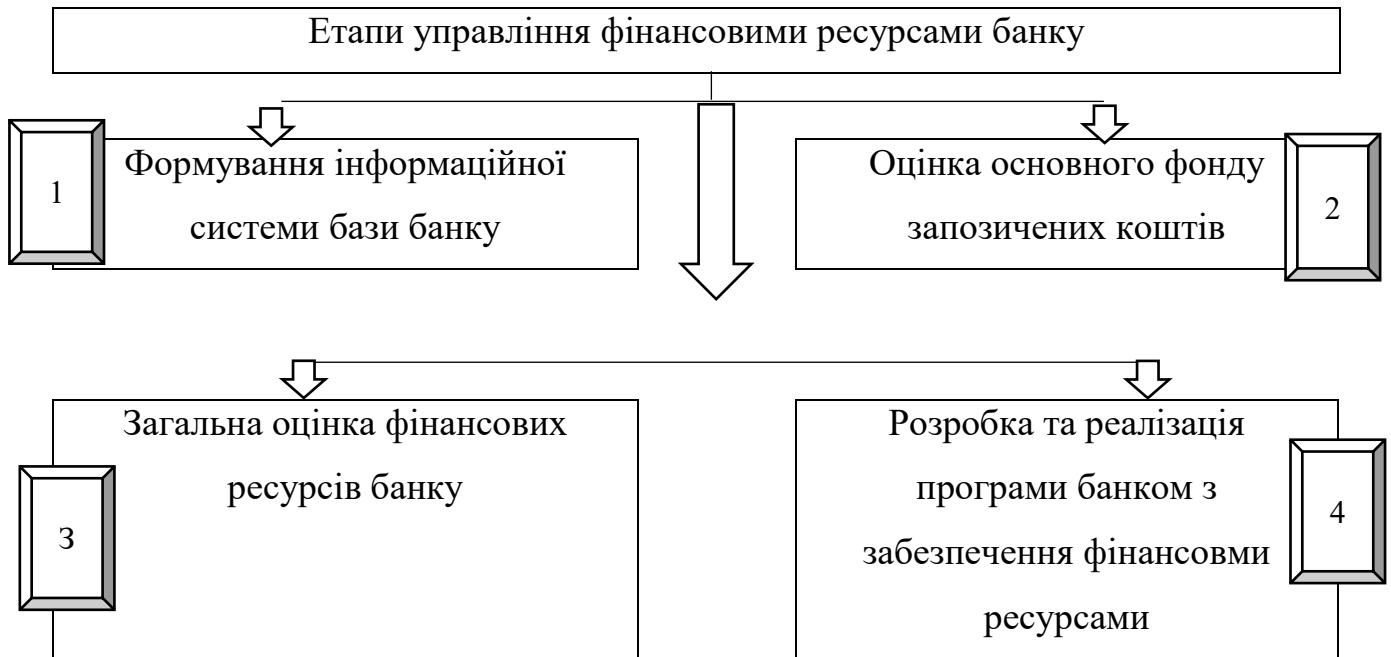 Етапи управління фінансовими ресурсами банку
1
Формування інформаційної
системи бази банку
Оцінка основного фонду
запозичених коштів
2
Загальна оцінка фінансових
ресурсів банку
3
Розробка та реалізація
програми банком з
забезпечення фінансовми
ресурсами
4